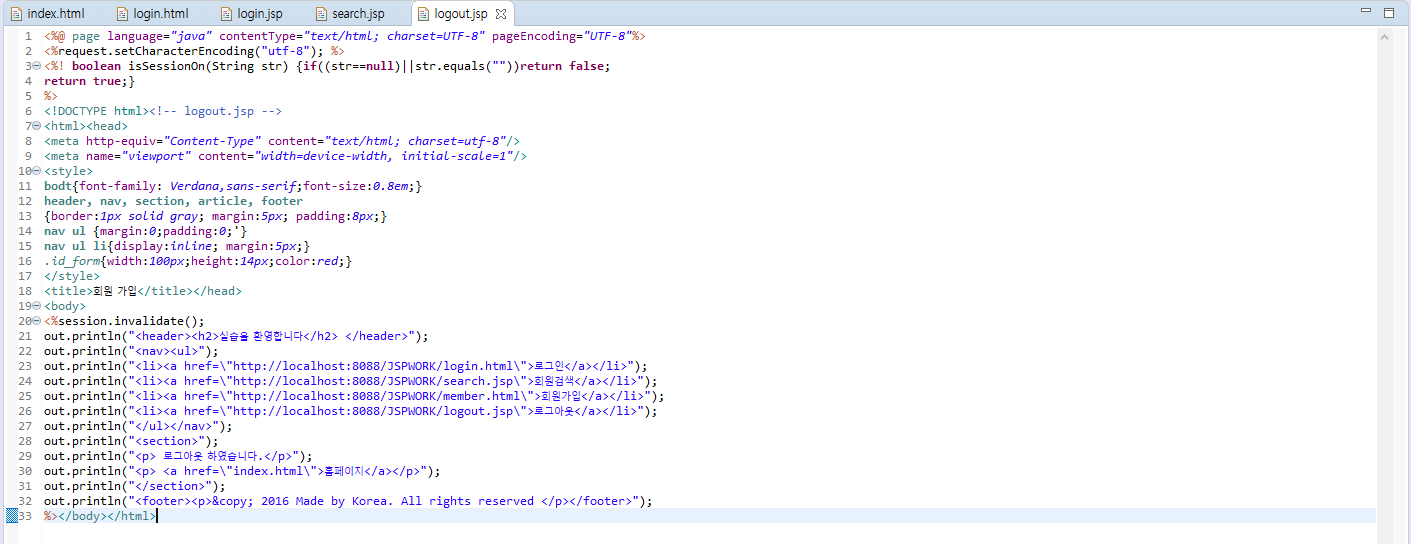 index.html login.html login.jsp search.jsp logout.jsp
1 <%@ page language="java" contentType="text/html; charset=UTF-8" pageEncoding="UTF-8"%>
2 <%request.setCharacterEncoding("utf-8"); %>
3 <%! boolean isSessionOn(String str) {if((str==null)||str.equals(""))return false;
4 return true;}
5 %>
6 <!DOCTYPE html><!-- logout.jsp -->
7 <html><head>
8 <meta http-equiv="Content-Type" content="text/html; charset=utf-8"/>
9 <meta name="viewport" content="width=device-width, initial-scale=1"/>
10 <style>
11 bodt{font-family: Verdana,sans-serif;font-size:0.8em;}
12 header, nav, section, article, footer
13 {border:1px solid gray; margin:5px; padding:8px;}
14 nav ul {margin:0;padding:0;'}
15 nav ul li{display:inline; margin:5px;}
16 .id_form{width:100px;height:14px;color:red;}
17 </style>
18 <title>회원 가입</title></head>
19 <body>
20 <%session.invalidate();
21 out.println("<header><h2>실습을 환영합니다</h2> </header>");
22 out.println("<nav><ul>");
23 out.println("<li><a href=\"http://localhost:8088/JSPWORK/login.html\">로그인</a></li>");
24 out.println("<li><a href=\"http://localhost:8088/JSPWORK/search.jsp\">회원검색</a></li>");
25 out.println("<li><a href=\"http://localhost:8088/JSPWORK/member.html\">회원가입</a></li>");
26 out.println("<li><a href=\"http://localhost:8088/JSPWORK/logout.jsp\">로그아웃</a></li>");
27 out.println("</ul></nav>");
28 out.println("<section>");
29 out.println("<p> 로그아웃 하였습니다.</p>");
30 out.println("<p> <a href=\"index.html\">홈페이지</a></p>");
31 out.println("</section>");
32 out.println("<footer><p>&copy; 2016 Made by Korea. All rights reserved </p></footer>");
33 %></body></html>